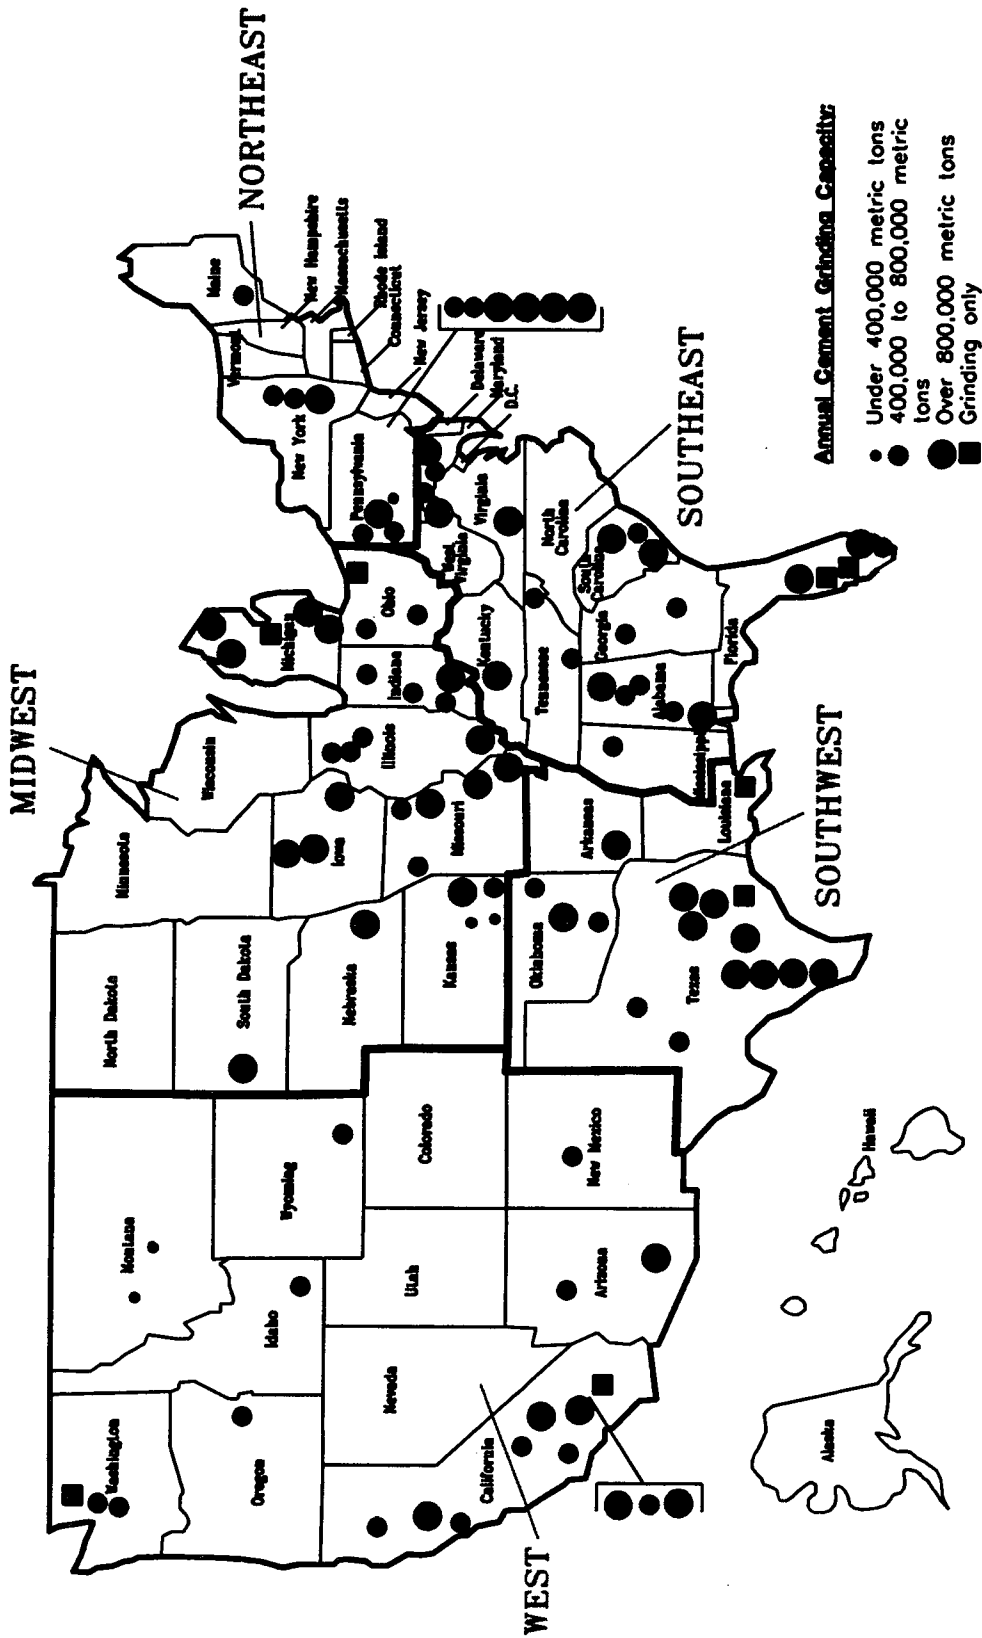 MIDWEST
NORTHEAST
SOUTHEAST
SOUTHWEST
WEST
Washington
Oregon
California
Nevada
Idaho
Montana
Wyoming
Utah
Colorado
Arizona
New Mexico
North Dakota
South Dakota
Nebraska
Kansas
Oklahoma
Texas
Minnesota
Iowa
Missouri
Arkansas
Louisiana
Wisconsin
Illinois
Michigan
Indiana
Ohio
Kentucky
Tennessee
Mississippi
Alabama
Georgia
Florida
South
Carolina
North
Carolina
Virginia
West
Virginia
Pennsylvania
New York
Vermont
Maine
New Hampshire
Massachusetts
Rhode Island
Connecticut
New Jersey
Delaware
Maryland
D.C.
Alaska
Hawaii
Annual Cement Grinding Capacity:
Under 400,000 metric tons
400,000 to 800,000 metric
tons
Over 800,000 metric tons
Grinding only